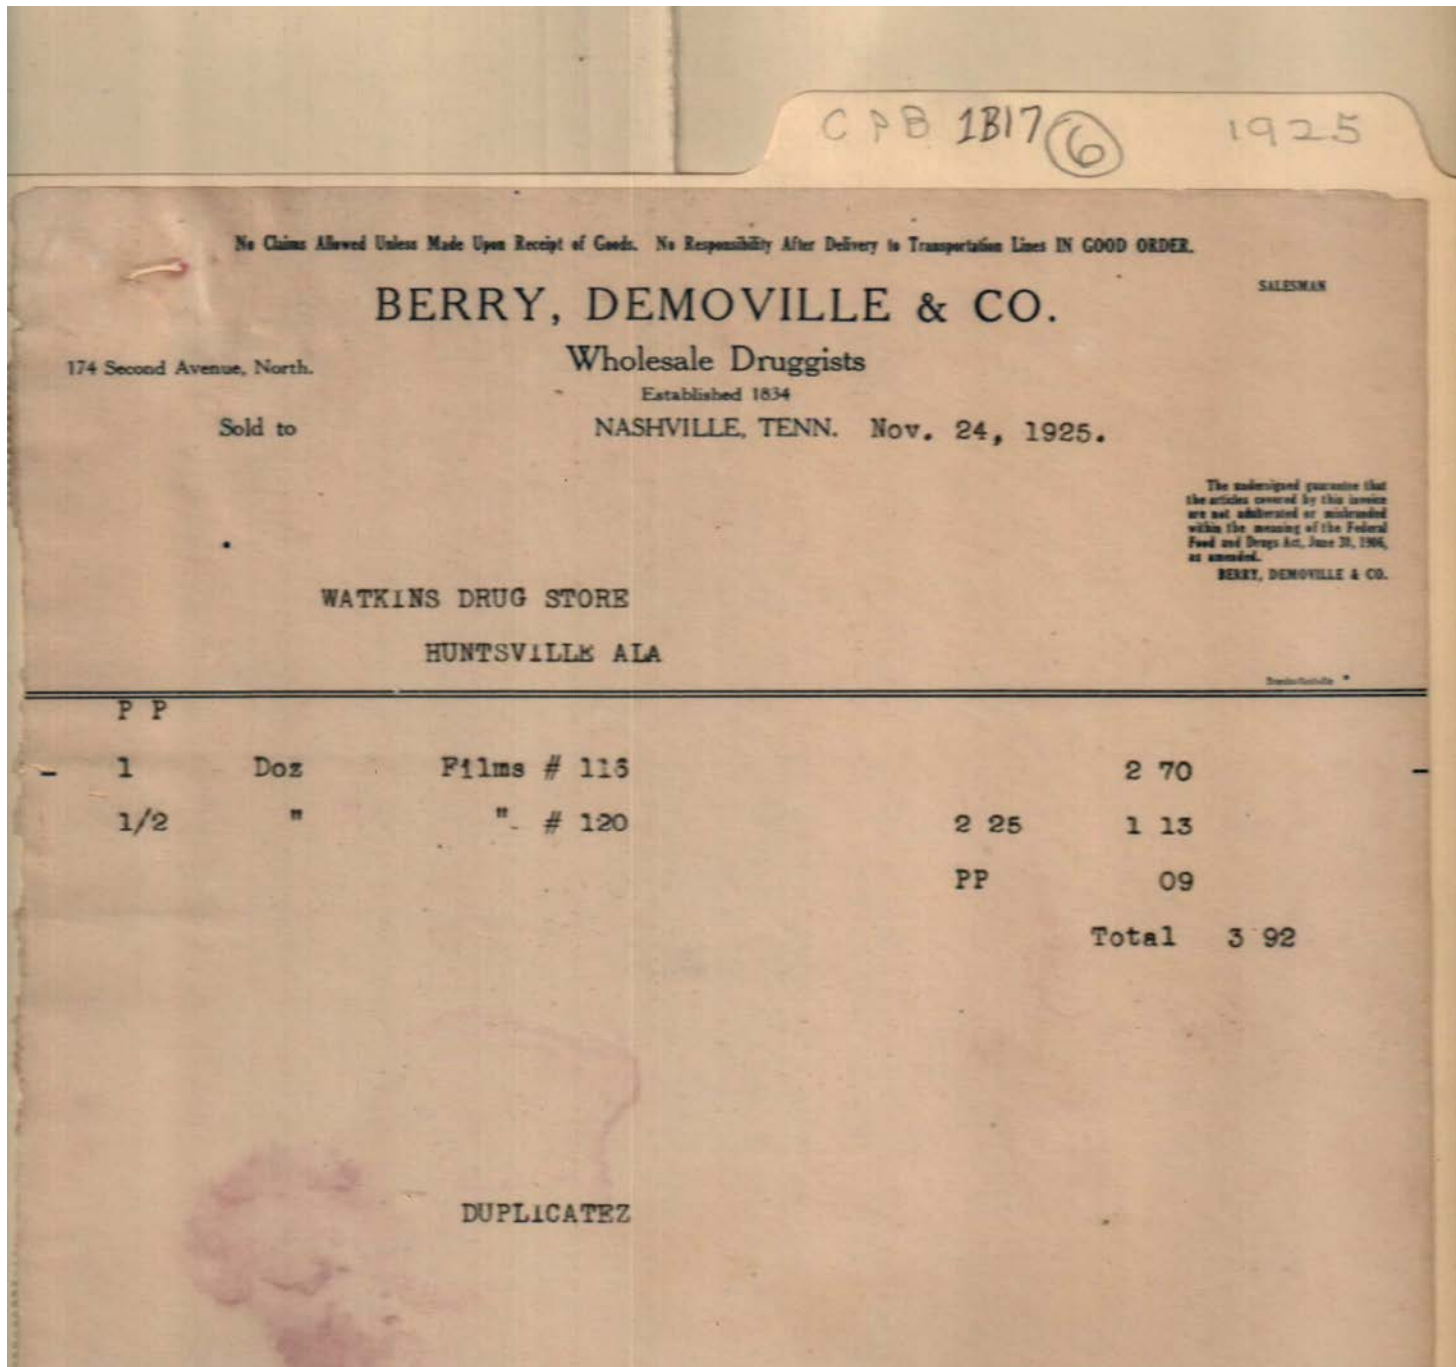 CPB 1B17 6 1925
No Claims Allowed Unless Made Upon Receipt of Goods. No Responsibility After Delivery to Transportation Lines IN GOOD ORDER.
SALESMAN
BERRY, DEMOVILLE & CO.
174 Second Avenue, North.
Wholesale Druggists
Established 1834
Sold to
NASHVILLE, TENN. Nov. 24, 1925.
The undersigned guarantee that
the articles covered by this invoice
are not adulterated or misbranded
within the meaning of the Federal
Food and Drugs Act, June 30, 1906,
as amended.
BERRY, DEMOVILLE & CO.
WATKINS DRUG STORE
HUNTSVILLE ALA
P P
1 Doz Films # 116 2 70
1/2 " " # 120 2 25 1 13
PP 09
Total 3 92
DUPLICATEZ